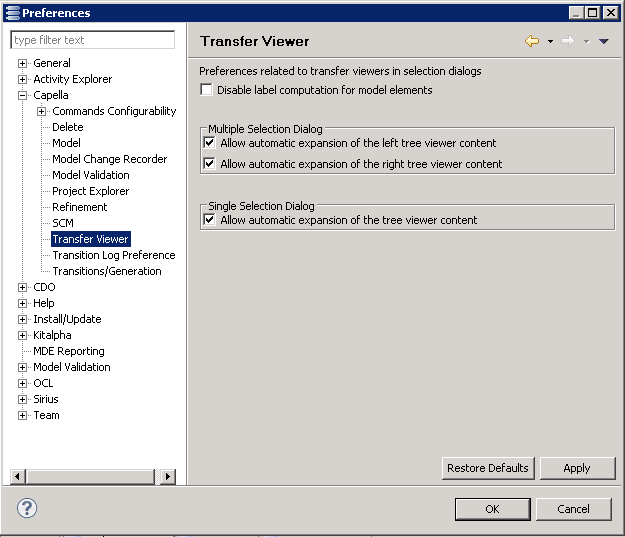 Preferences
type filter text
General
Activity Explorer
Capella
Commands Configurability
Delete
Model
Model Change Recorder
Model Validation
Project Explorer
Refinement
SCM
Transfer Viewer
Transition Log Preference
Transitions/Generation
CDO
Help
Install/Update
Kitalpha
MDE Reporting
Model Validation
OCL
Sirius
Team
Transfer Viewer
Preferences related to transfer viewers in selection dialogs
Disable label computation for model elements
Multiple Selection Dialog
Allow automatic expansion of the left tree viewer content
Allow automatic expansion of the right tree viewer content
Single Selection Dialog
Allow automatic expansion of the tree viewer content
Restore Defaults
Apply
?
OK
Cancel